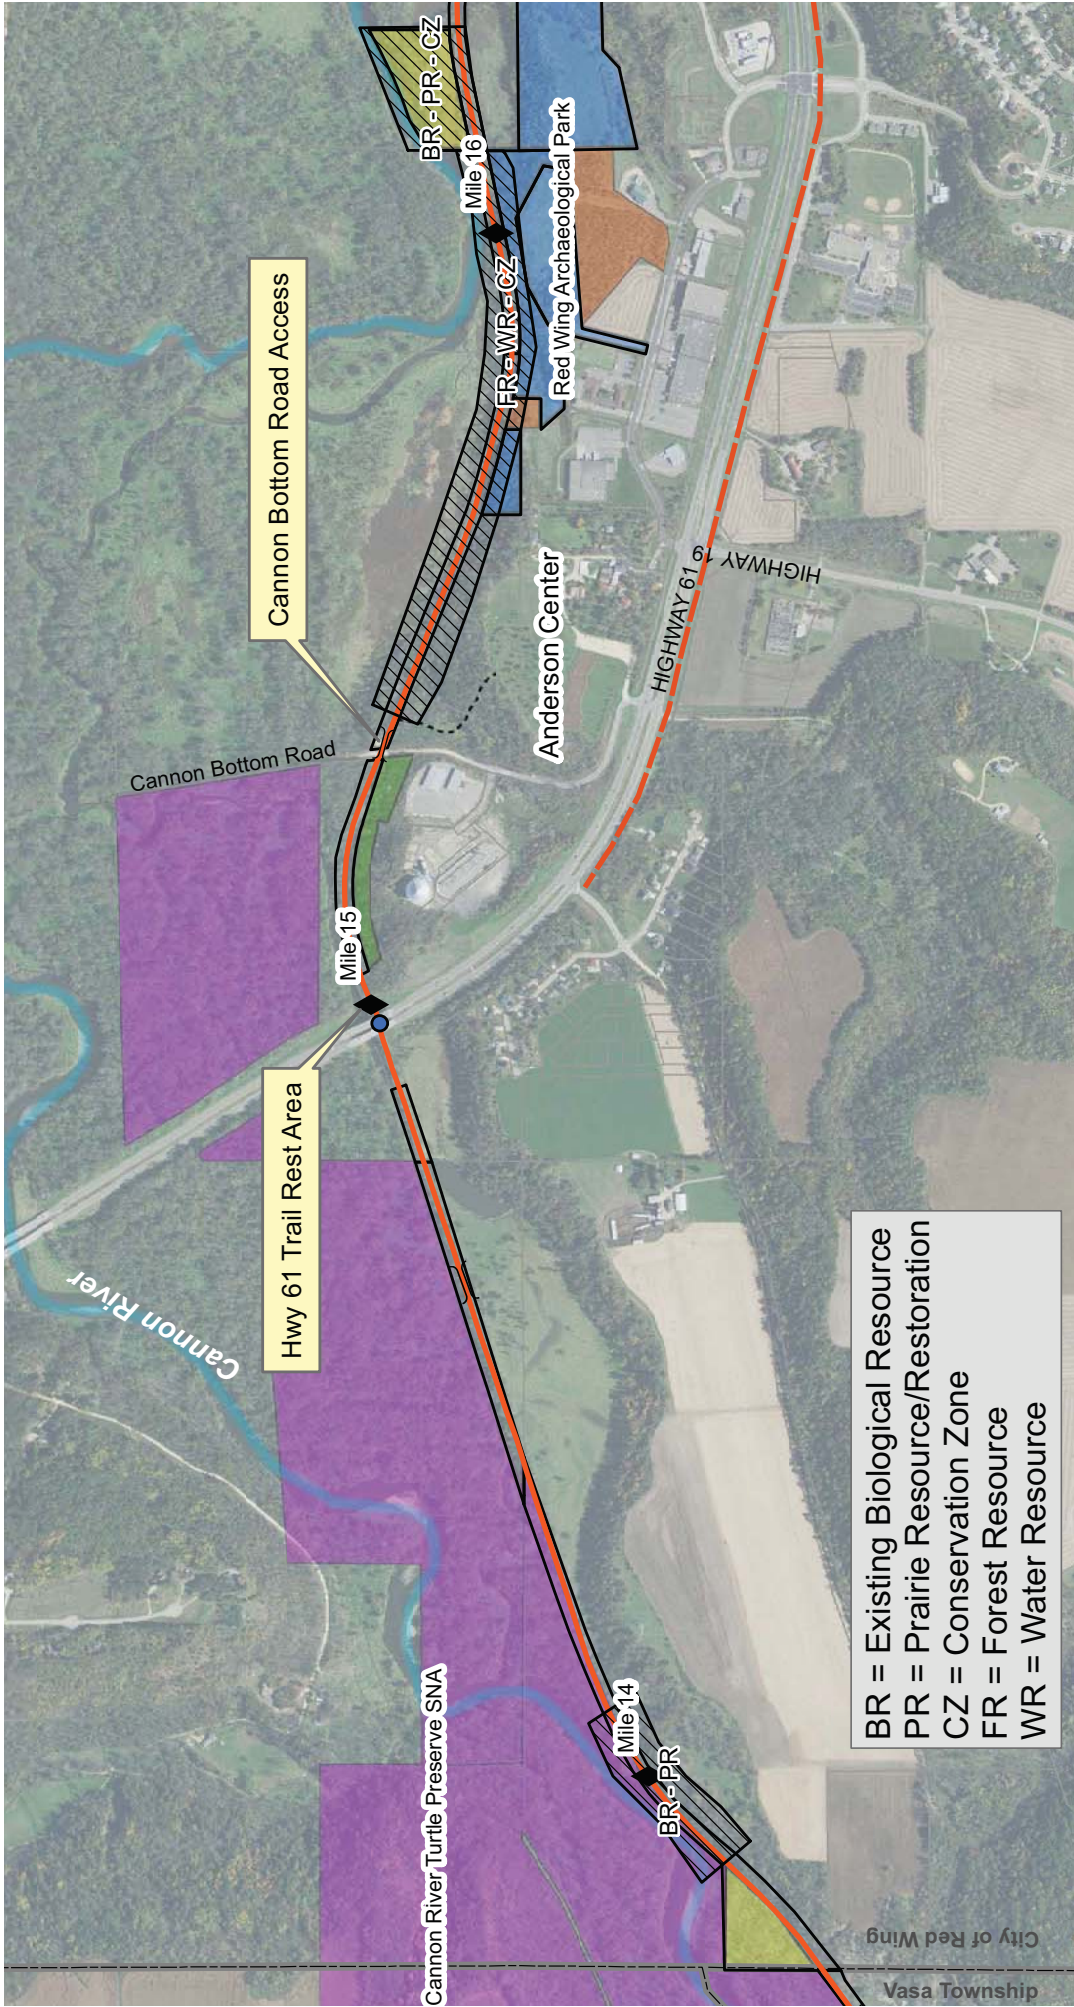 BR - PR - CZ
Mile 16
Red Wing Archaeological Park
FR - WR - CZ
Cannon Bottom Road Access
Anderson Center
HIGHWAY 61
HIGHWAY 19
Cannon Bottom Road
Mile 15
Hwy 61 Trail Rest Area
Cannon River
Cannon River Turtle Preserve SNA
Mile 14
BR - PR
City of Red Wing
Vasa Township
BR = Existing Biological Resource
PR = Prairie Resource/Restoration
CZ = Conservation Zone
FR = Forest Resource
WR = Water Resource